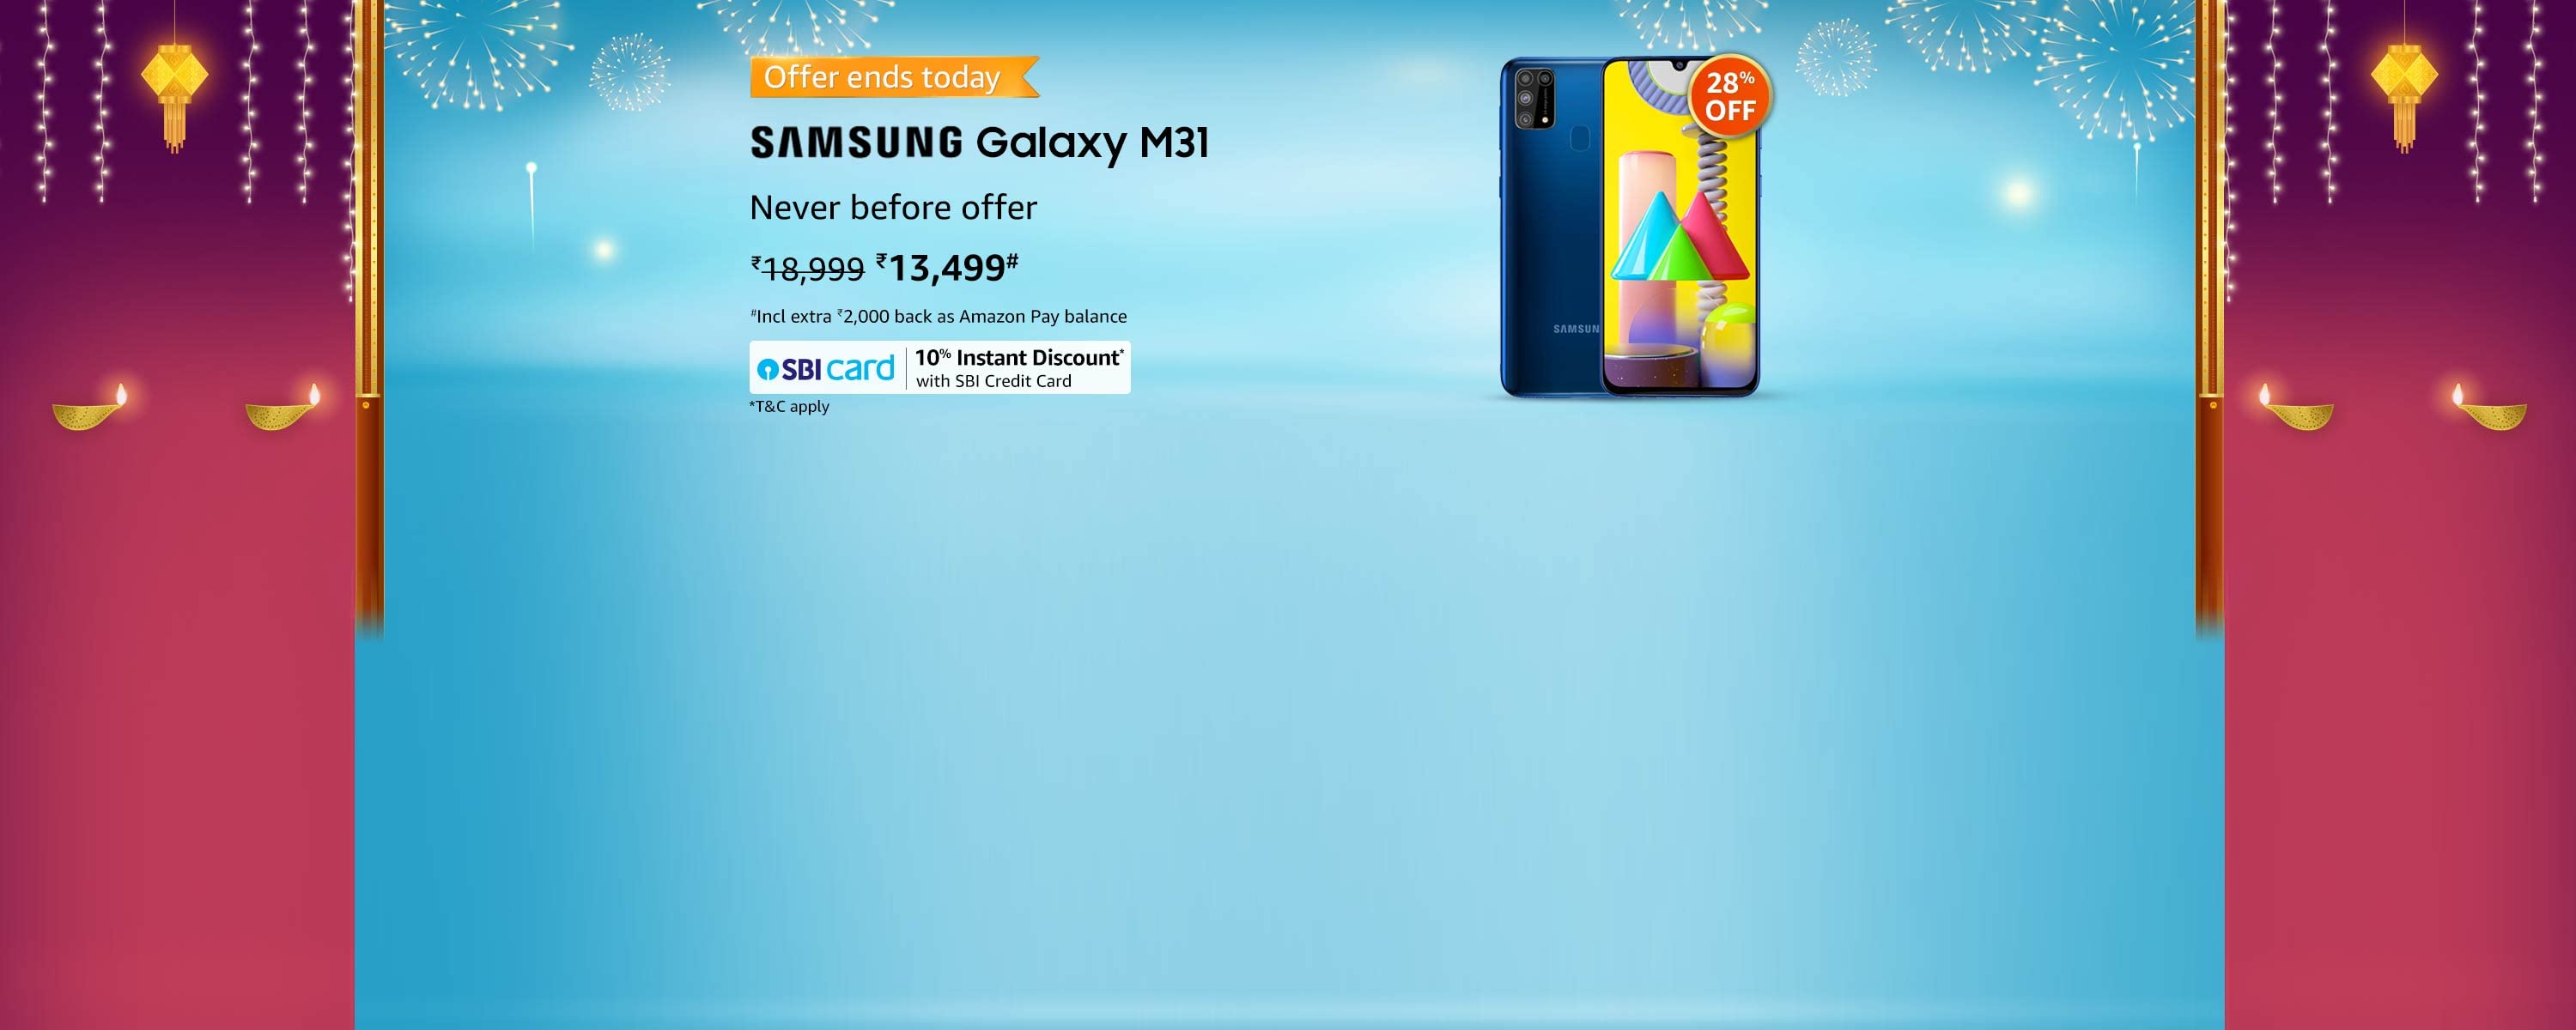 Offer ends today
SAMSUNG Galaxy M31
Never before offer
₹18,999 ₹13,499#
#Incl extra ₹2,000 back as Amazon Pay balance
SBI card
10% Instant Discount*
with SBI Credit Card
*T&C apply
28%
OFF
SAMSUN